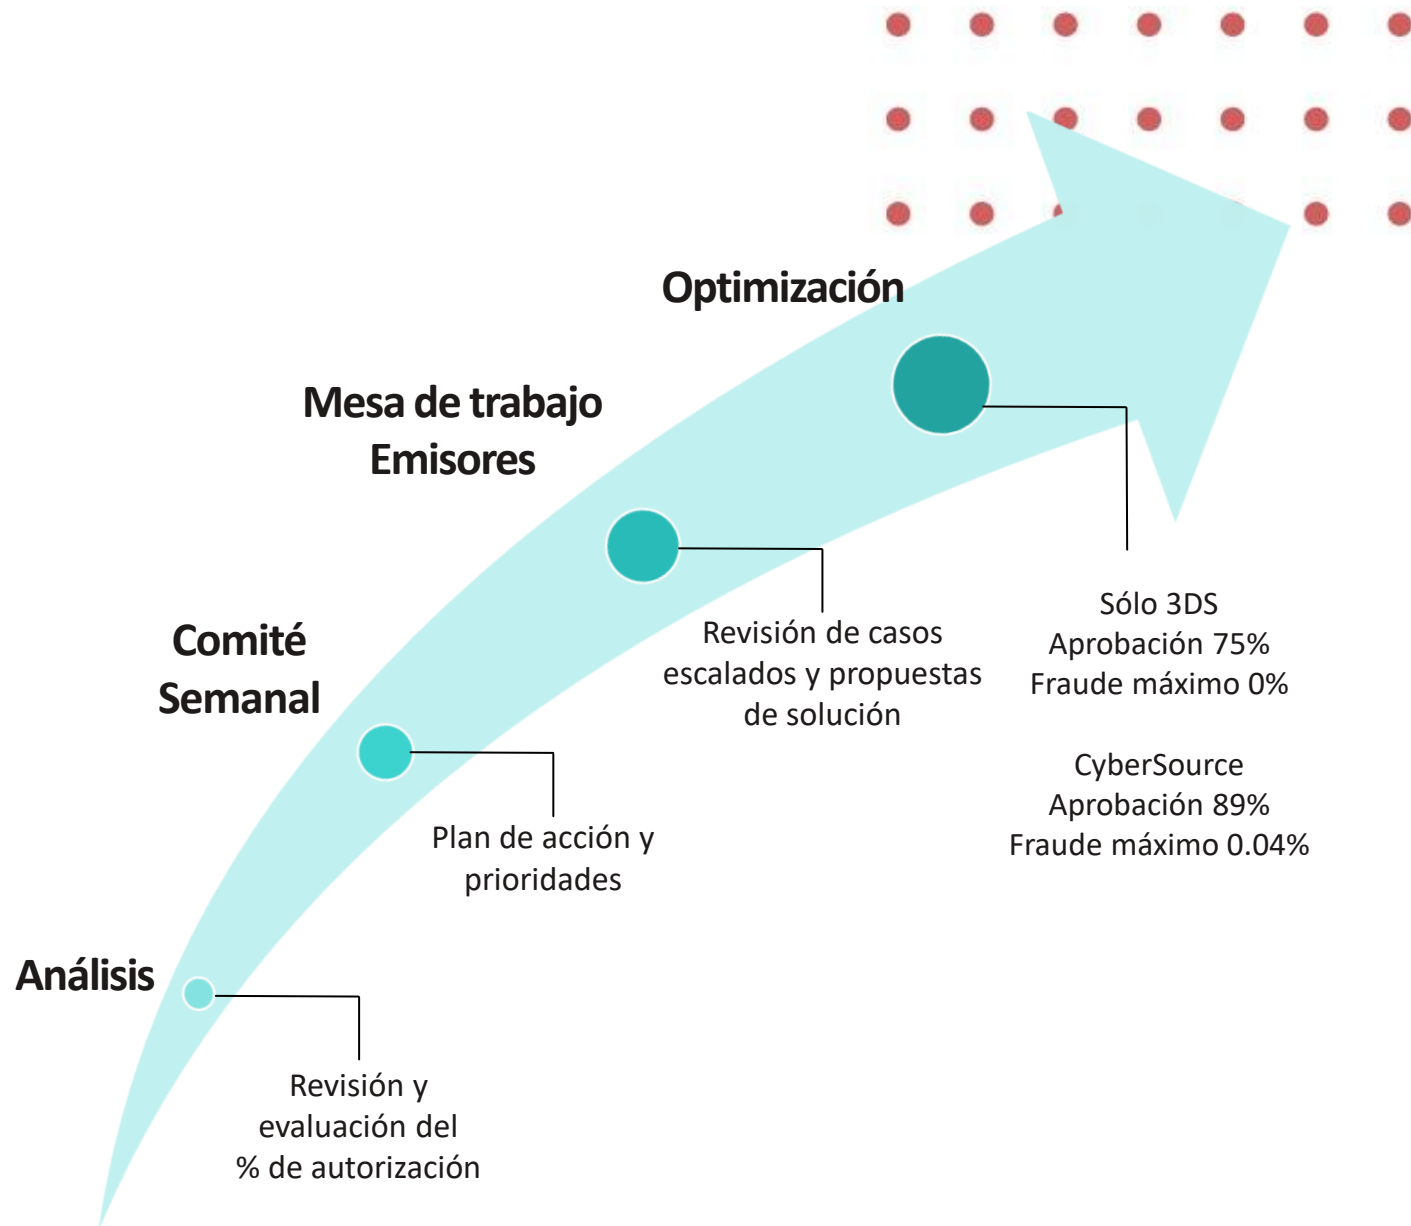 Optimización
Mesa de trabajo
Emisores
Sólo 3DS
Aprobación 75%
Fraude máximo 0%
CyberSource
Aprobación 89%
Fraude máximo 0.04%
Revisión de casos
escalados y propuestas
de solución
Comité
Semanal
Plan de acción y
prioridades
Análisis
Revisión y
evaluación del
% de autorización